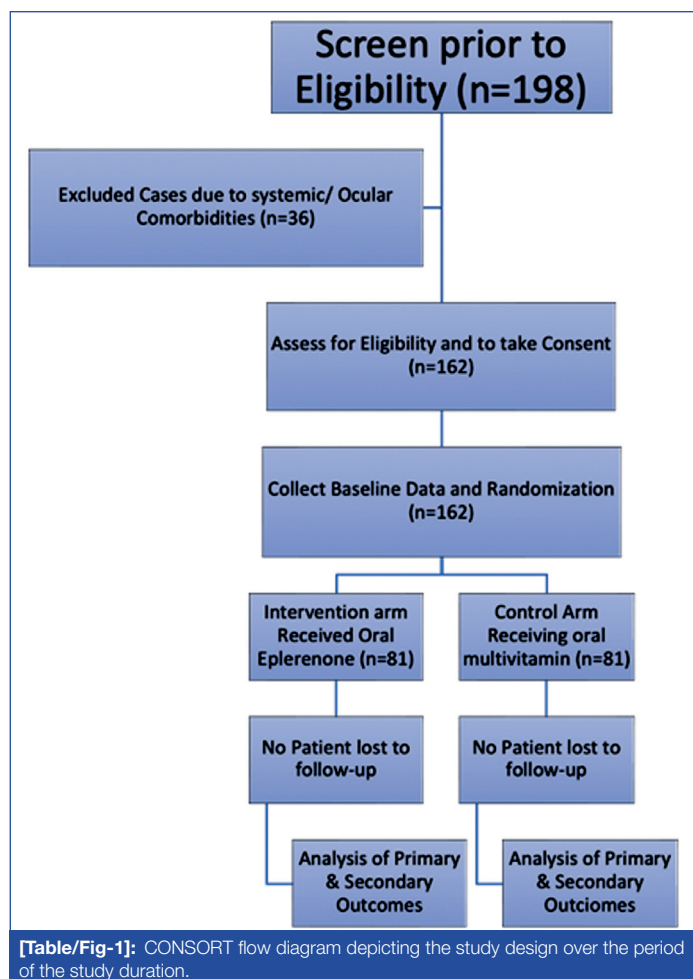 Screen prior to
Eligibility (n=198)
Excluded Cases due to systemic/ Ocular
Comorbidities (n=36)
Assess for Eligibility and to take Consent
(n=162)
Collect Baseline Data and Randomization
(n=162)
Intervention arm
Received Oral
Eplerenone (n=81)
Control Arm
Receiving oral
multivitamin (n=81)
No Patient lost to
follow-up
No Patient lost to
follow-up
Analysis of Primary
& Secondary
Outcomes
Analysis of Primary
& Secondary
Outciomes
[Table/Fig-1]: CONSORT flow diagram depicting the study design over the period
of the study duration.